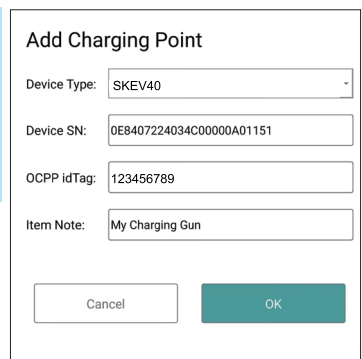 Add Charging Point
Device Type: SKEV40
Device SN: 0E8407224034C00000A01151
OCPP idTag: 123456789
Item Note: My Charging Gun
Cancel OK